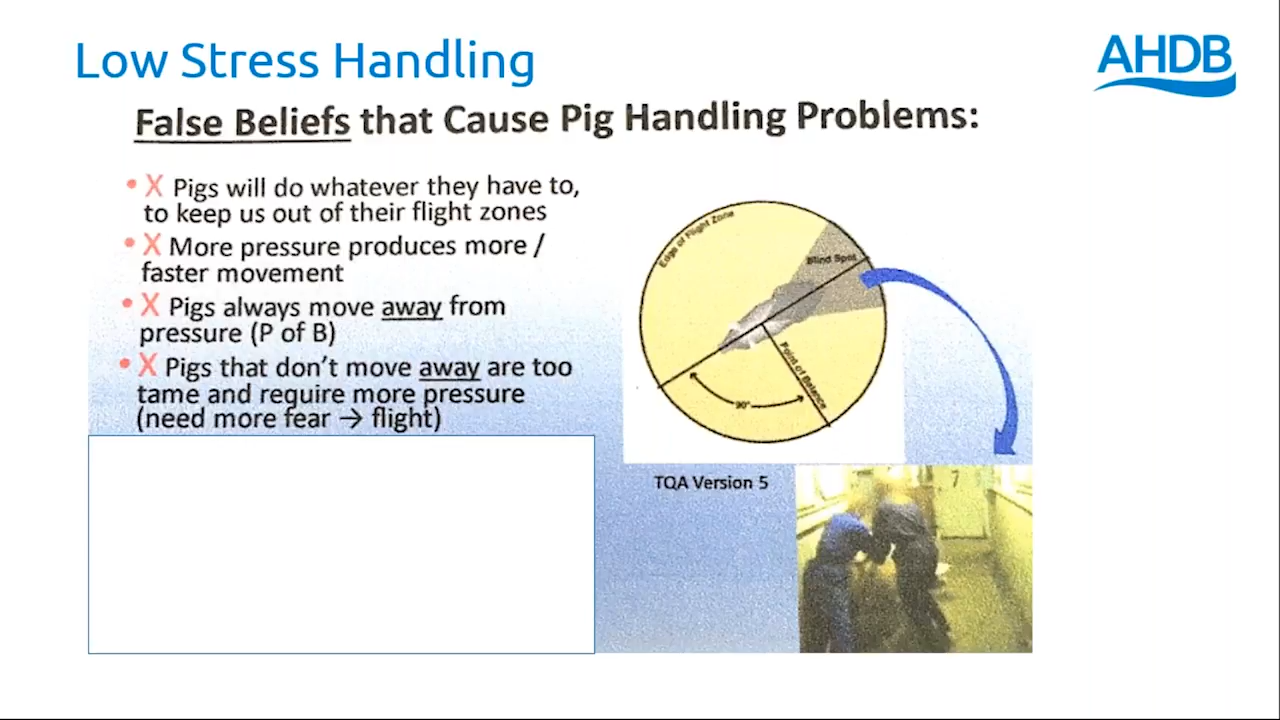 Low Stress Handling
AHDB
False Beliefs that Cause Pig Handling Problems:
• X Pigs will do whatever they have to,
to keep us out of their flight zones
• X More pressure produces more /
faster movement
• X Pigs always move away from
pressure (P of B)
• X Pigs that don't move away are too
tame and require more pressure
(need more fear → flight)
Edge of Flight Zone
Blind Spot
Point of Balance
90°
TQA Version 5
7